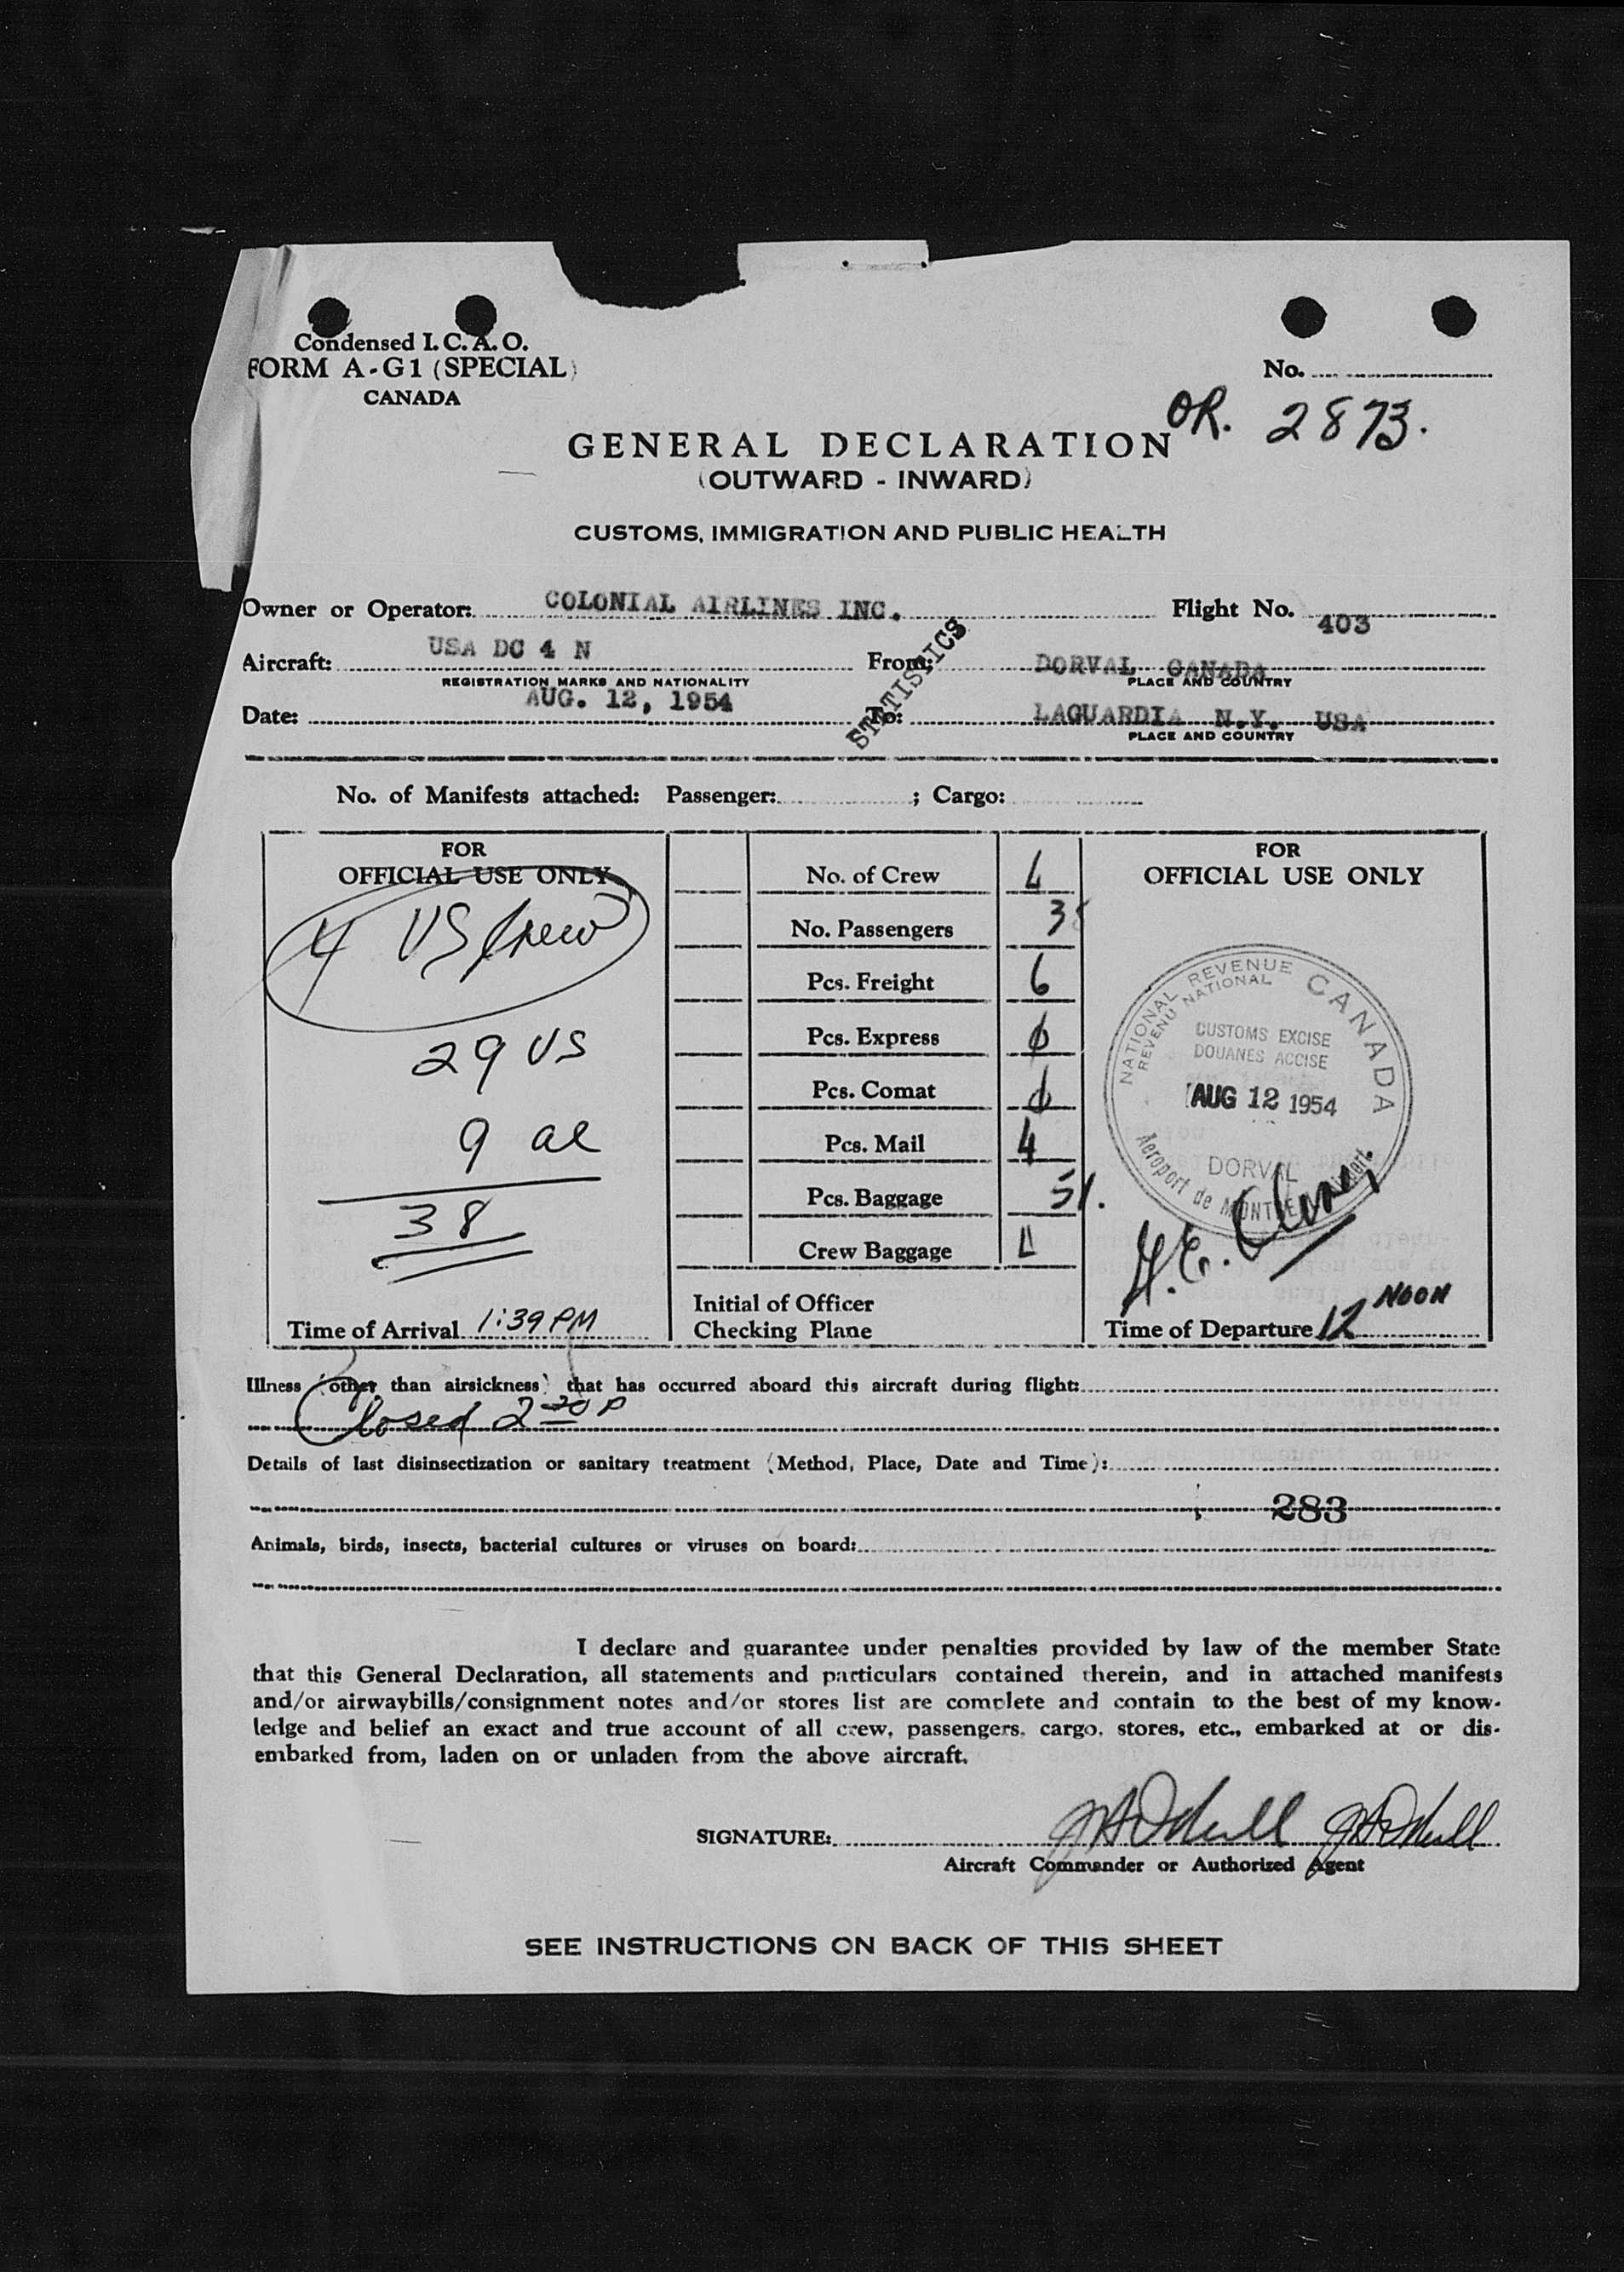 Condensed I.C.A.O.
FORM A-G1 (SPECIAL)
CANADA
No.
OR. 2873.
GENERAL DECLARATION
(OUTWARD - INWARD)
CUSTOMS, IMMIGRATION AND PUBLIC HEALTH
Owner or Operator: COLONIAL AIRLINES INC. Flight No. 403
Aircraft: USA DC 4 N From: DORVAL CANADA
REGISTRATION MARKS AND NATIONALITY PLACE AND COUNTRY
STATISTICS
Date: AUG. 12, 1954 To: LAGUARDIA N.Y. USA
PLACE AND COUNTRY
No. of Manifests attached: Passenger: ; Cargo:
FOR
OFFICIAL USE ONLY
4 US Crew
29 US
9 al
38
Time of Arrival 1:39 PM
No. of Crew 4
No. Passengers 38
Pcs. Freight 6
Pcs. Express 0
Pcs. Comat 0
Pcs. Mail 4
Pcs. Baggage 51.
Crew Baggage 4
Initial of Officer
Checking Plane
FOR
OFFICIAL USE ONLY
NATIONAL REVENUE CANADA
REVENU NATIONAL
CUSTOMS EXCISE
DOUANES ACCISE
AUG 12 1954
DORVAL
Aeroport de
Time of Departure 12 NOON
Illness (other than airsickness) that has occurred aboard this aircraft during flight:
Closed 2 30 P
Details of last disinsectization or sanitary treatment (Method, Place, Date and Time):
283
Animals, birds, insects, bacterial cultures or viruses on board:
I declare and guarantee under penalties provided by law of the member State
that this General Declaration, all statements and particulars contained therein, and in attached manifests
and/or airwaybills/consignment notes and/or stores list are complete and contain to the best of my know-
ledge and belief an exact and true account of all crew, passengers, cargo, stores, etc., embarked at or dis-
embarked from, laden on or unladen from the above aircraft.
SIGNATURE:
Aircraft Commander or Authorized Agent
SEE INSTRUCTIONS ON BACK OF THIS SHEET